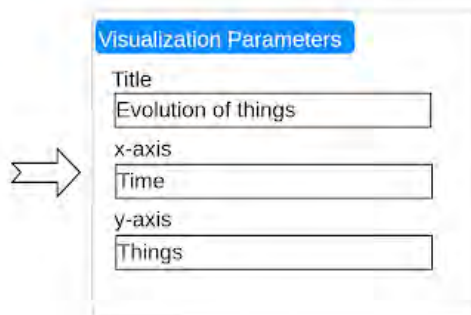 Visualization Parameters
Title
Evolution of things
x-axis
Time
y-axis
Things